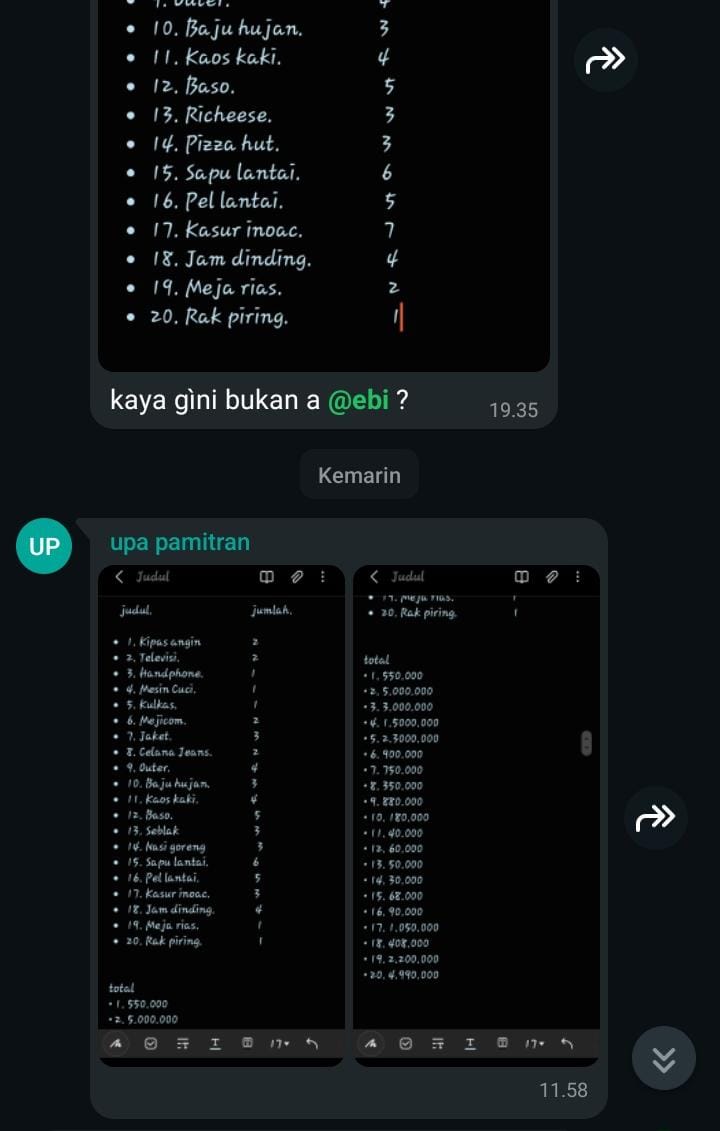 9. Outer. 4
• 10. Baju hujan. 3
• 11. Kaos kaki. 4
• 12. Baso. 5
• 13. Richeese. 3
• 14. Pizza hut. 3
• 15. Sapu lantai. 6
• 16. Pel lantai. 5
• 17. Kasur inoac. 7
• 18. Jam dinding. 4
• 19. Meja rias. 2
• 20. Rak piring. 1
kaya gìni bukan a @ebi ?
19.35
Kemarin
UP
upa pamitran
Judul
judul. jumlah.
• 1. Kipas angin 2
• 2. Televisi. 2
• 3. Handphone. 1
• 4. Mesin Cuci. 1
• 5. Kulkas. 1
• 6. Mejicom. 2
• 7. Jaket. 3
• 8. Celana Jeans. 2
• 9. Outer. 4
• 10. Baju hujan. 3
• 11. Kaos kaki. 4
• 12. Baso. 5
• 13. Seblak 3
• 14. Nasi goreng 3
• 15. Sapu lantai. 6
• 16. Pel lantai. 5
• 17. Kasur inoac. 3
• 18. Jam dinding. 4
• 19. Meja rias. 1
• 20. Rak piring. 1
total
• 1. 550.000
• 2. 5.000.000
17
Judul
• 19. Meja rias. 1
• 20. Rak piring. 1
total
• 1. 550.000
• 2. 5.000.000
• 3. 3.000.000
• 4. 1.5000.000
• 5. 2.3000.000
• 6. 900.000
• 7. 750.000
• 8. 350.000
• 9. 880.000
• 10. 180.000
• 11. 40.000
• 12. 60.000
• 13. 50.000
• 14. 30.000
• 15. 68.000
• 16. 90.000
• 17. 1.050.000
• 18. 408.000
• 19. 2.200.000
• 20. 4.990.000
17
11.58